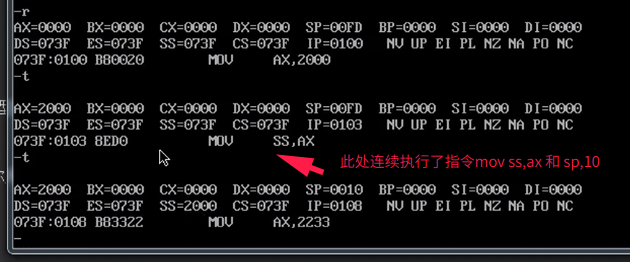 -r
AX=0000  BX=0000  CX=0000  DX=0000  SP=00FD  BP=0000  SI=0000  DI=0000
DS=073F  ES=073F  SS=073F  CS=073F  IP=0100   NV UP EI PL NZ NA PO NC
073F:0100 B80020        MOV     AX,2000
-t
AX=2000  BX=0000  CX=0000  DX=0000  SP=00FD  BP=0000  SI=0000  DI=0000
DS=073F  ES=073F  SS=073F  CS=073F  IP=0103   NV UP EI PL NZ NA PO NC
073F:0103 8ED0          MOV     SS,AX
-t
此处连续执行了指令mov ss,ax 和 sp,10
AX=2000  BX=0000  CX=0000  DX=0000  SP=0010  BP=0000  SI=0000  DI=0000
DS=073F  ES=073F  SS=2000  CS=073F  IP=0108   NV UP EI PL NZ NA PO NC
073F:0108 B83322        MOV     AX,2233
-